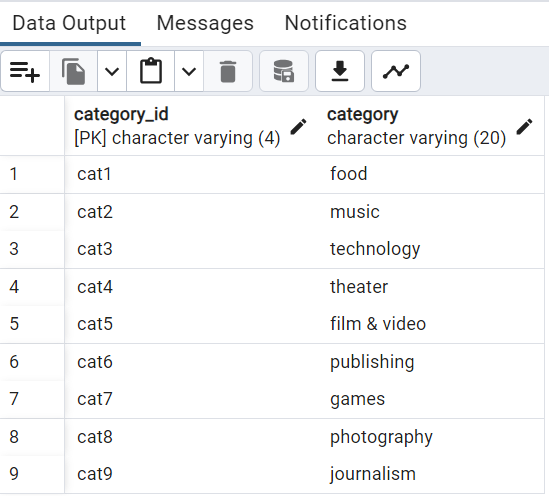 Data Output Messages Notifications
category_id category
[PK] character varying (4) character varying (20)
1 cat1 food
2 cat2 music
3 cat3 technology
4 cat4 theater
5 cat5 film & video
6 cat6 publishing
7 cat7 games
8 cat8 photography
9 cat9 journalism